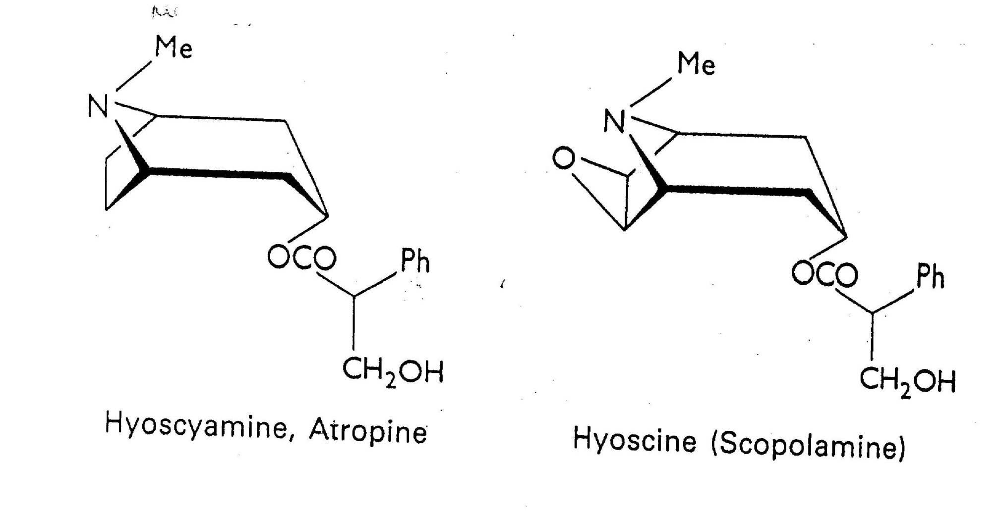 Me
N
OCO
Ph
CH₂OH
Hyoscyamine, Atropine
Me
N
O
OCO
Ph
CH₂OH
Hyoscine (Scopolamine)